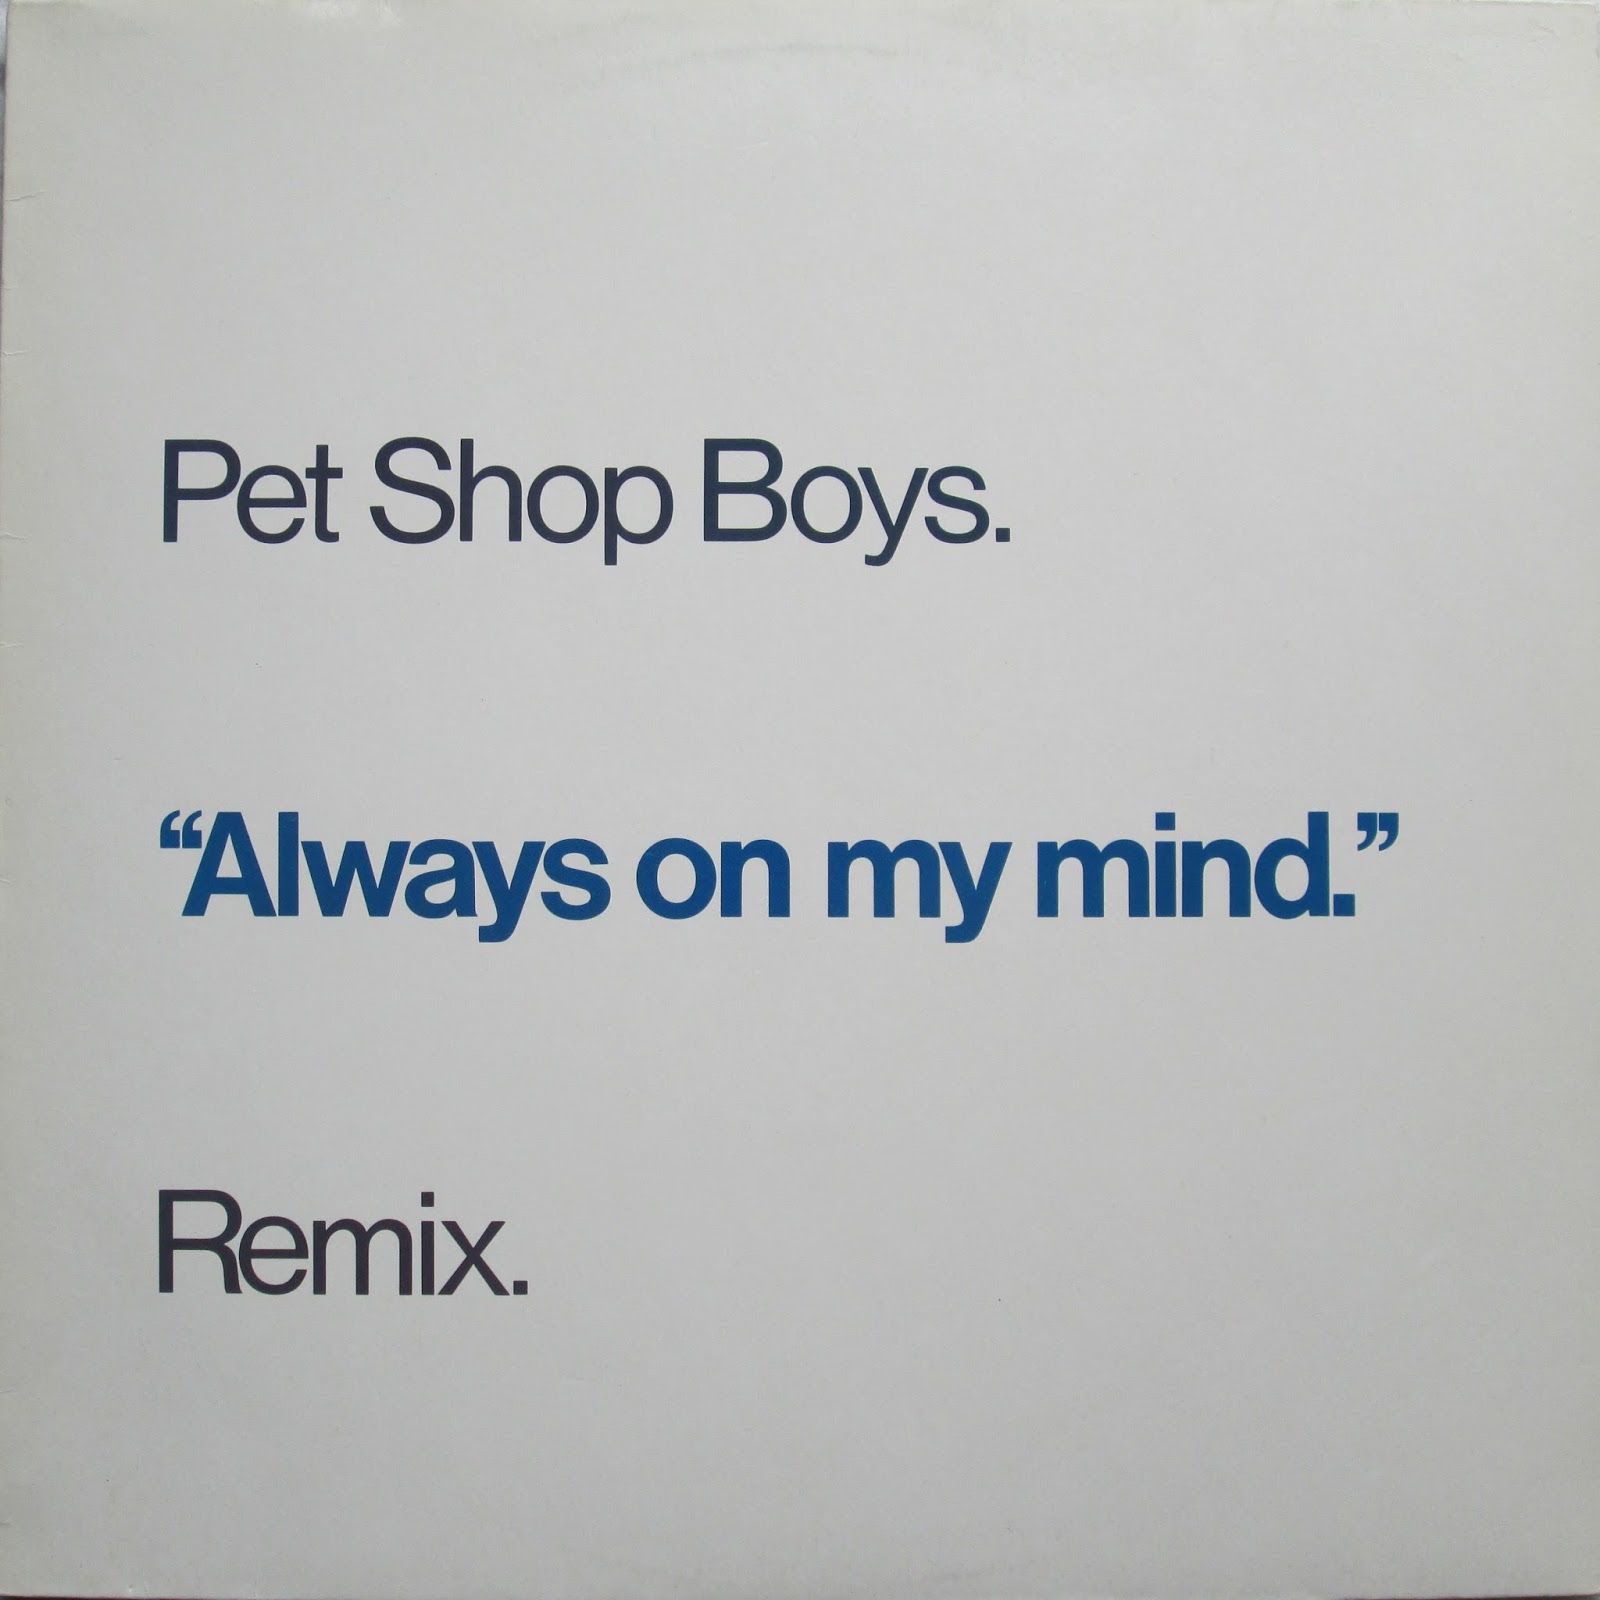 Pet Shop Boys.
“Always on my mind.”
Remix.